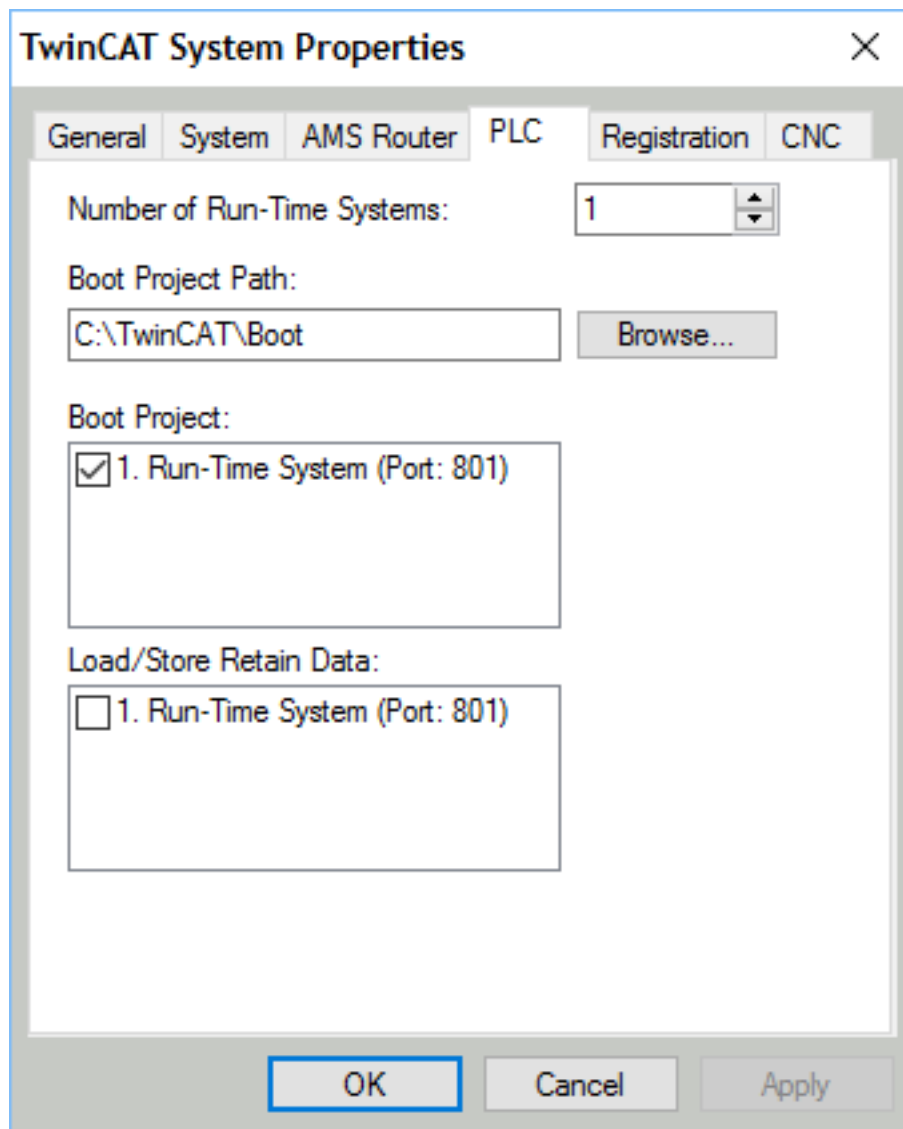 TwinCAT System Properties
General System AMS Router PLC Registration CNC
Number of Run-Time Systems: 1
Boot Project Path:
C:\TwinCAT\Boot Browse...
Boot Project:
1. Run-Time System (Port: 801)
Load/Store Retain Data:
1. Run-Time System (Port: 801)
OK Cancel Apply